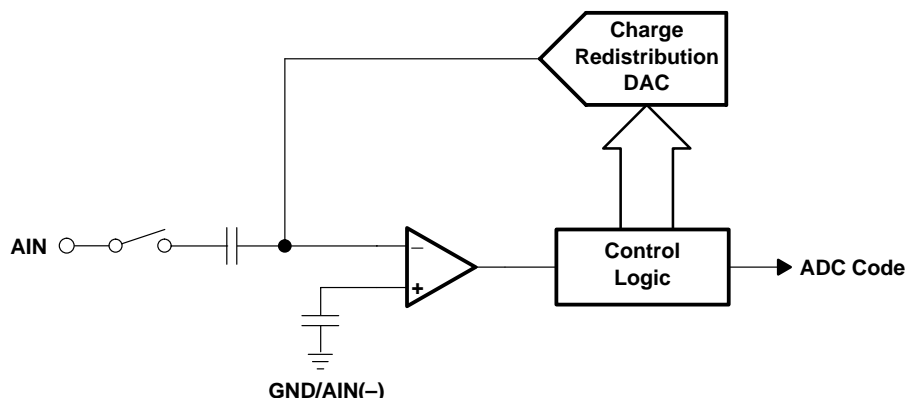 Charge
Redistribution
DAC
AIN
−
+
Control
Logic
ADC Code
GND/AIN(−)